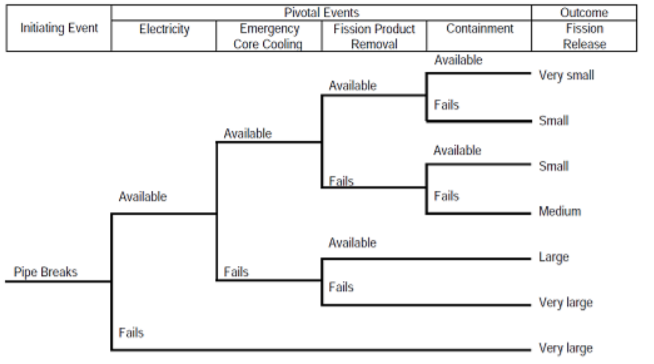 Pivotal Events
Outcome
Initiating Event
Electricity
Emergency
Core Cooling
Fission Product
Removal
Containment
Fission
Release
Available
Very small
Available
Fails
Small
Available
Available
Small
Fails
Fails
Medium
Available
Available
Large
Pipe Breaks
Fails
Fails
Very large
Fails
Very large